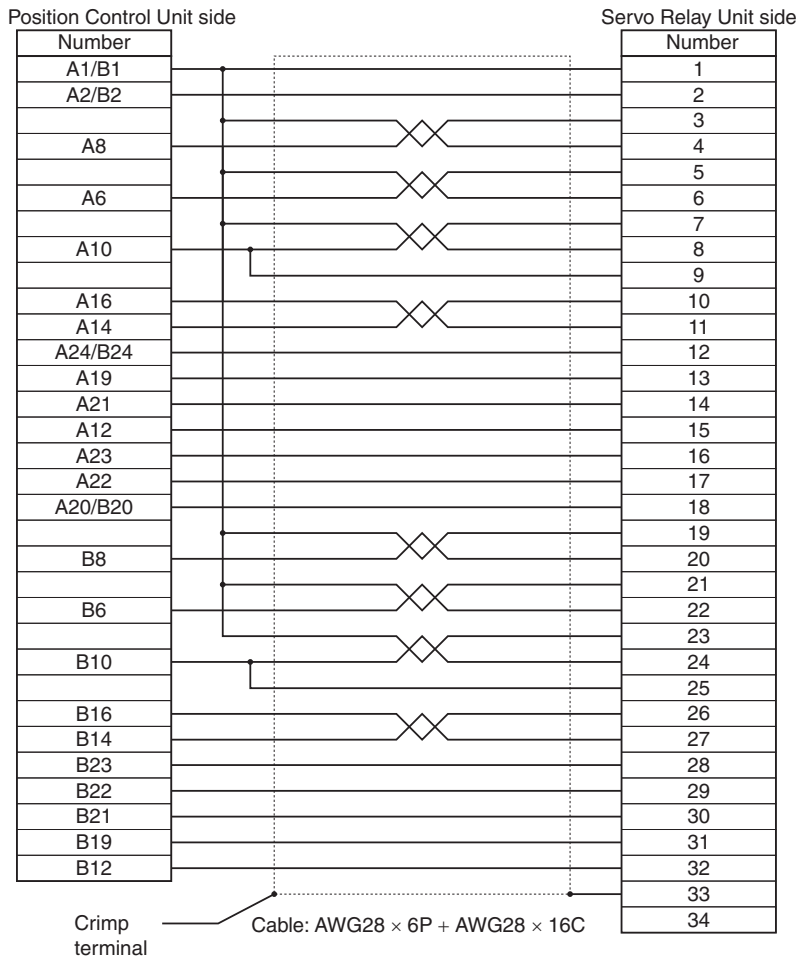 Position Control Unit side Servo Relay Unit side
Number Number
A1/B1 1
A2/B2 2
3
A8 4
5
A6 6
7
A10 8
9
A16 10
A14 11
A24/B24 12
A19 13
A21 14
A12 15
A23 16
A22 17
A20/B20 18
19
B8 20
21
B6 22
23
B10 24
25
B16 26
B14 27
B23 28
B22 29
B21 30
B19 31
B12 32
33
34
Crimp
terminal
Cable: AWG28 × 6P + AWG28 × 16C